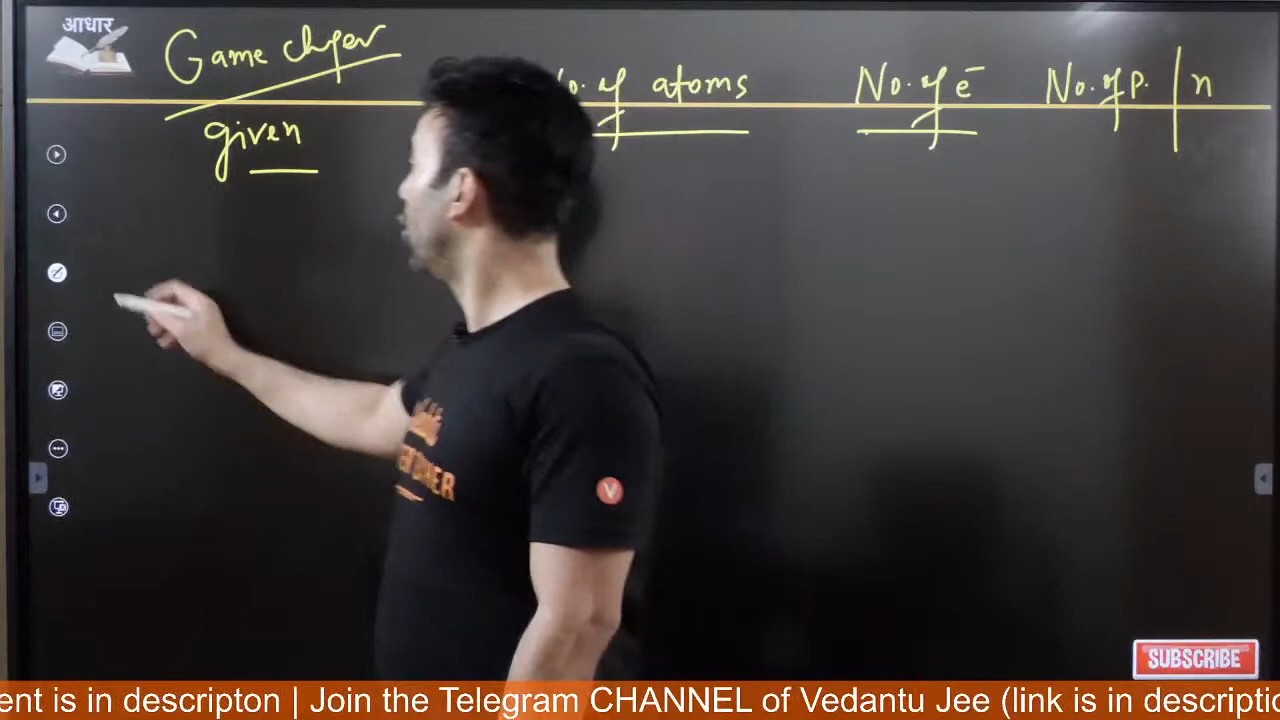 आधार
Game
No. of atoms
No. of e⁻
No. of p. | n
given
V
SUBSCRIBE
ent is in descripton | Join the Telegram CHANNEL of Vedantu Jee (link is in descriptio